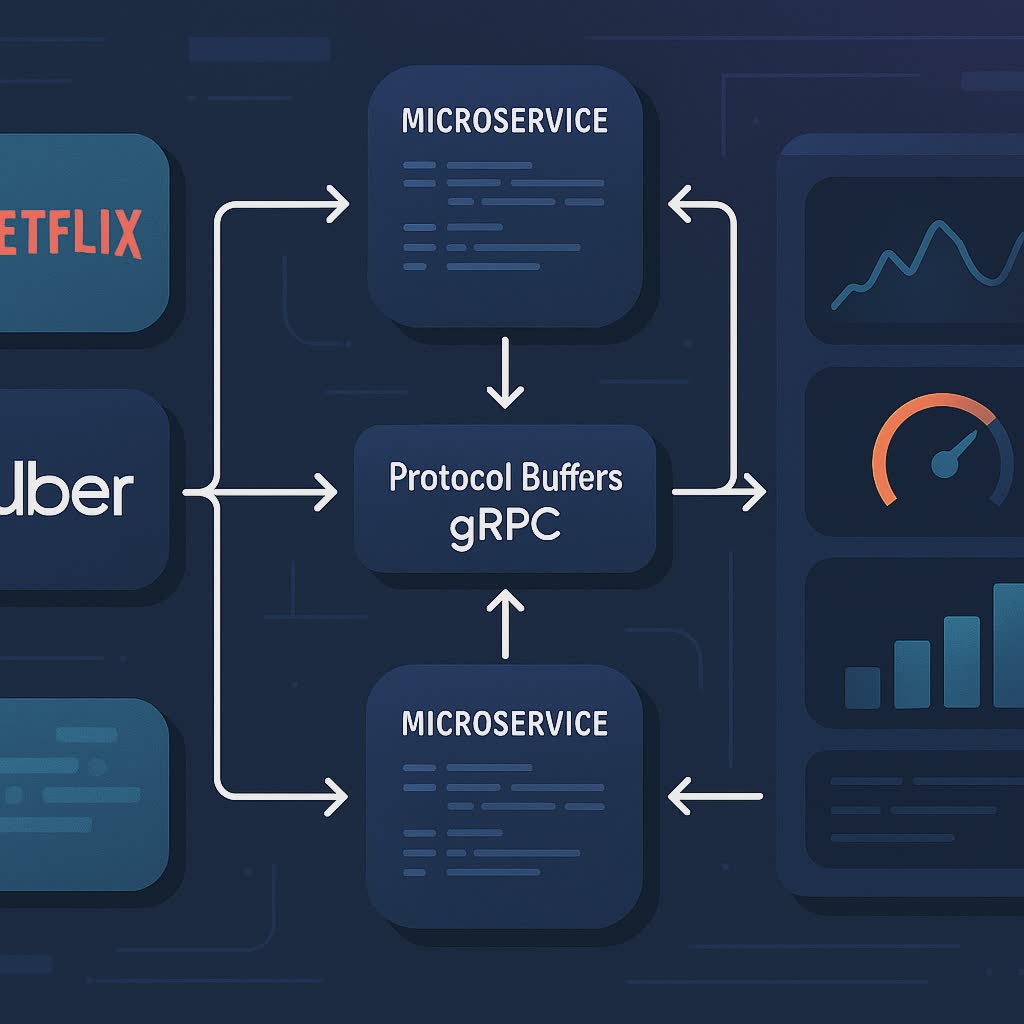 MICROSERVICE
ETFLIX
uber
Protocol Buffers
gRPC
MICROSERVICE